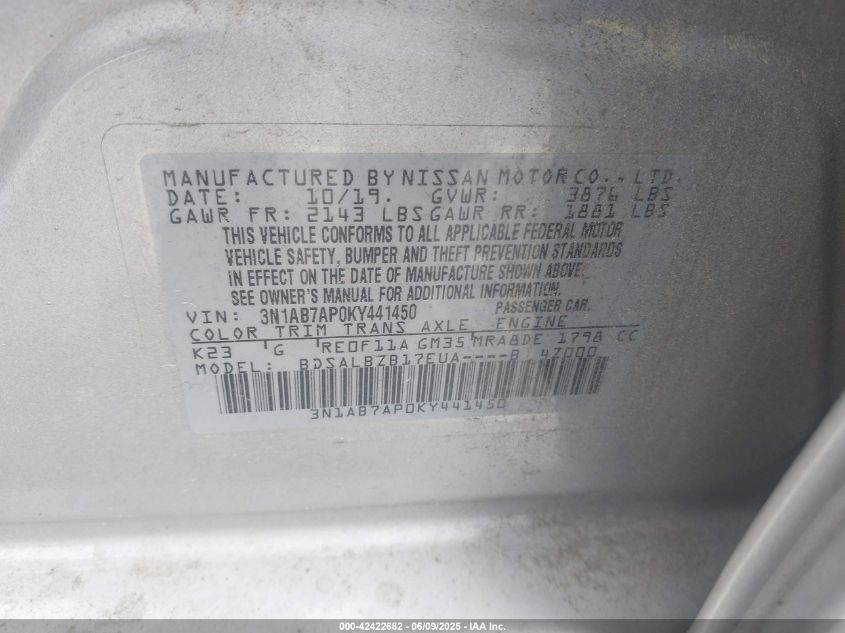 MANUFACTURED BY NISSAN MOTOR CO., LTD.
DATE: 10/19. GVWR: 3876 LBS
GAWR FR: 2143 LBS GAWR RR: 1881 LBS
THIS VEHICLE CONFORMS TO ALL APPLICABLE FEDERAL MOTOR
VEHICLE SAFETY, BUMPER AND THEFT PREVENTION STANDARDS
IN EFFECT ON THE DATE OF MANUFACTURE SHOWN ABOVE.
SEE OWNER'S MANUAL FOR ADDITIONAL INFORMATION.
VIN: 3N1AB7AP0KY441450 PASSENGER CAR.
COLOR TRIM TRANS AXLE ENGINE
K23 G RE0F11A GM35 MRA8DE 1798 CC
MODEL: BDSALBZB17EUA----B 47000
3N1AB7AP0KY441450
000-42422682 - 06/09/2025 - IAA Inc.